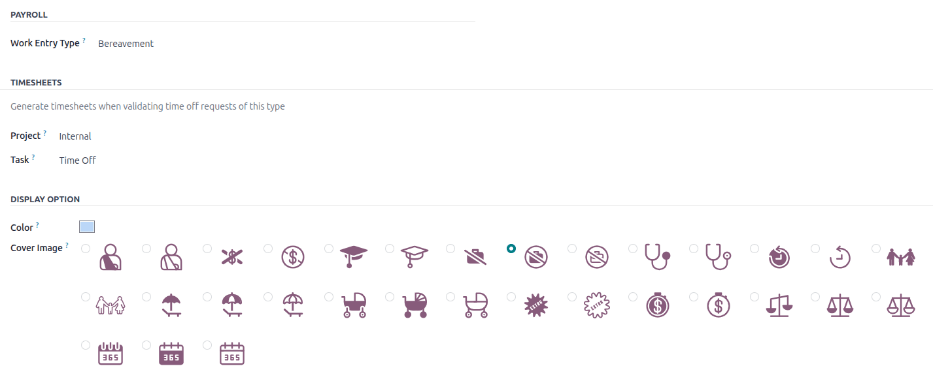 PAYROLL
Work Entry Type ? Bereavement
TIMESHEETS
Generate timesheets when validating time off requests of this type
Project ? Internal
Task ? Time Off
DISPLAY OPTION
Color ?
Cover Image ?
EXTRA
365 365 365